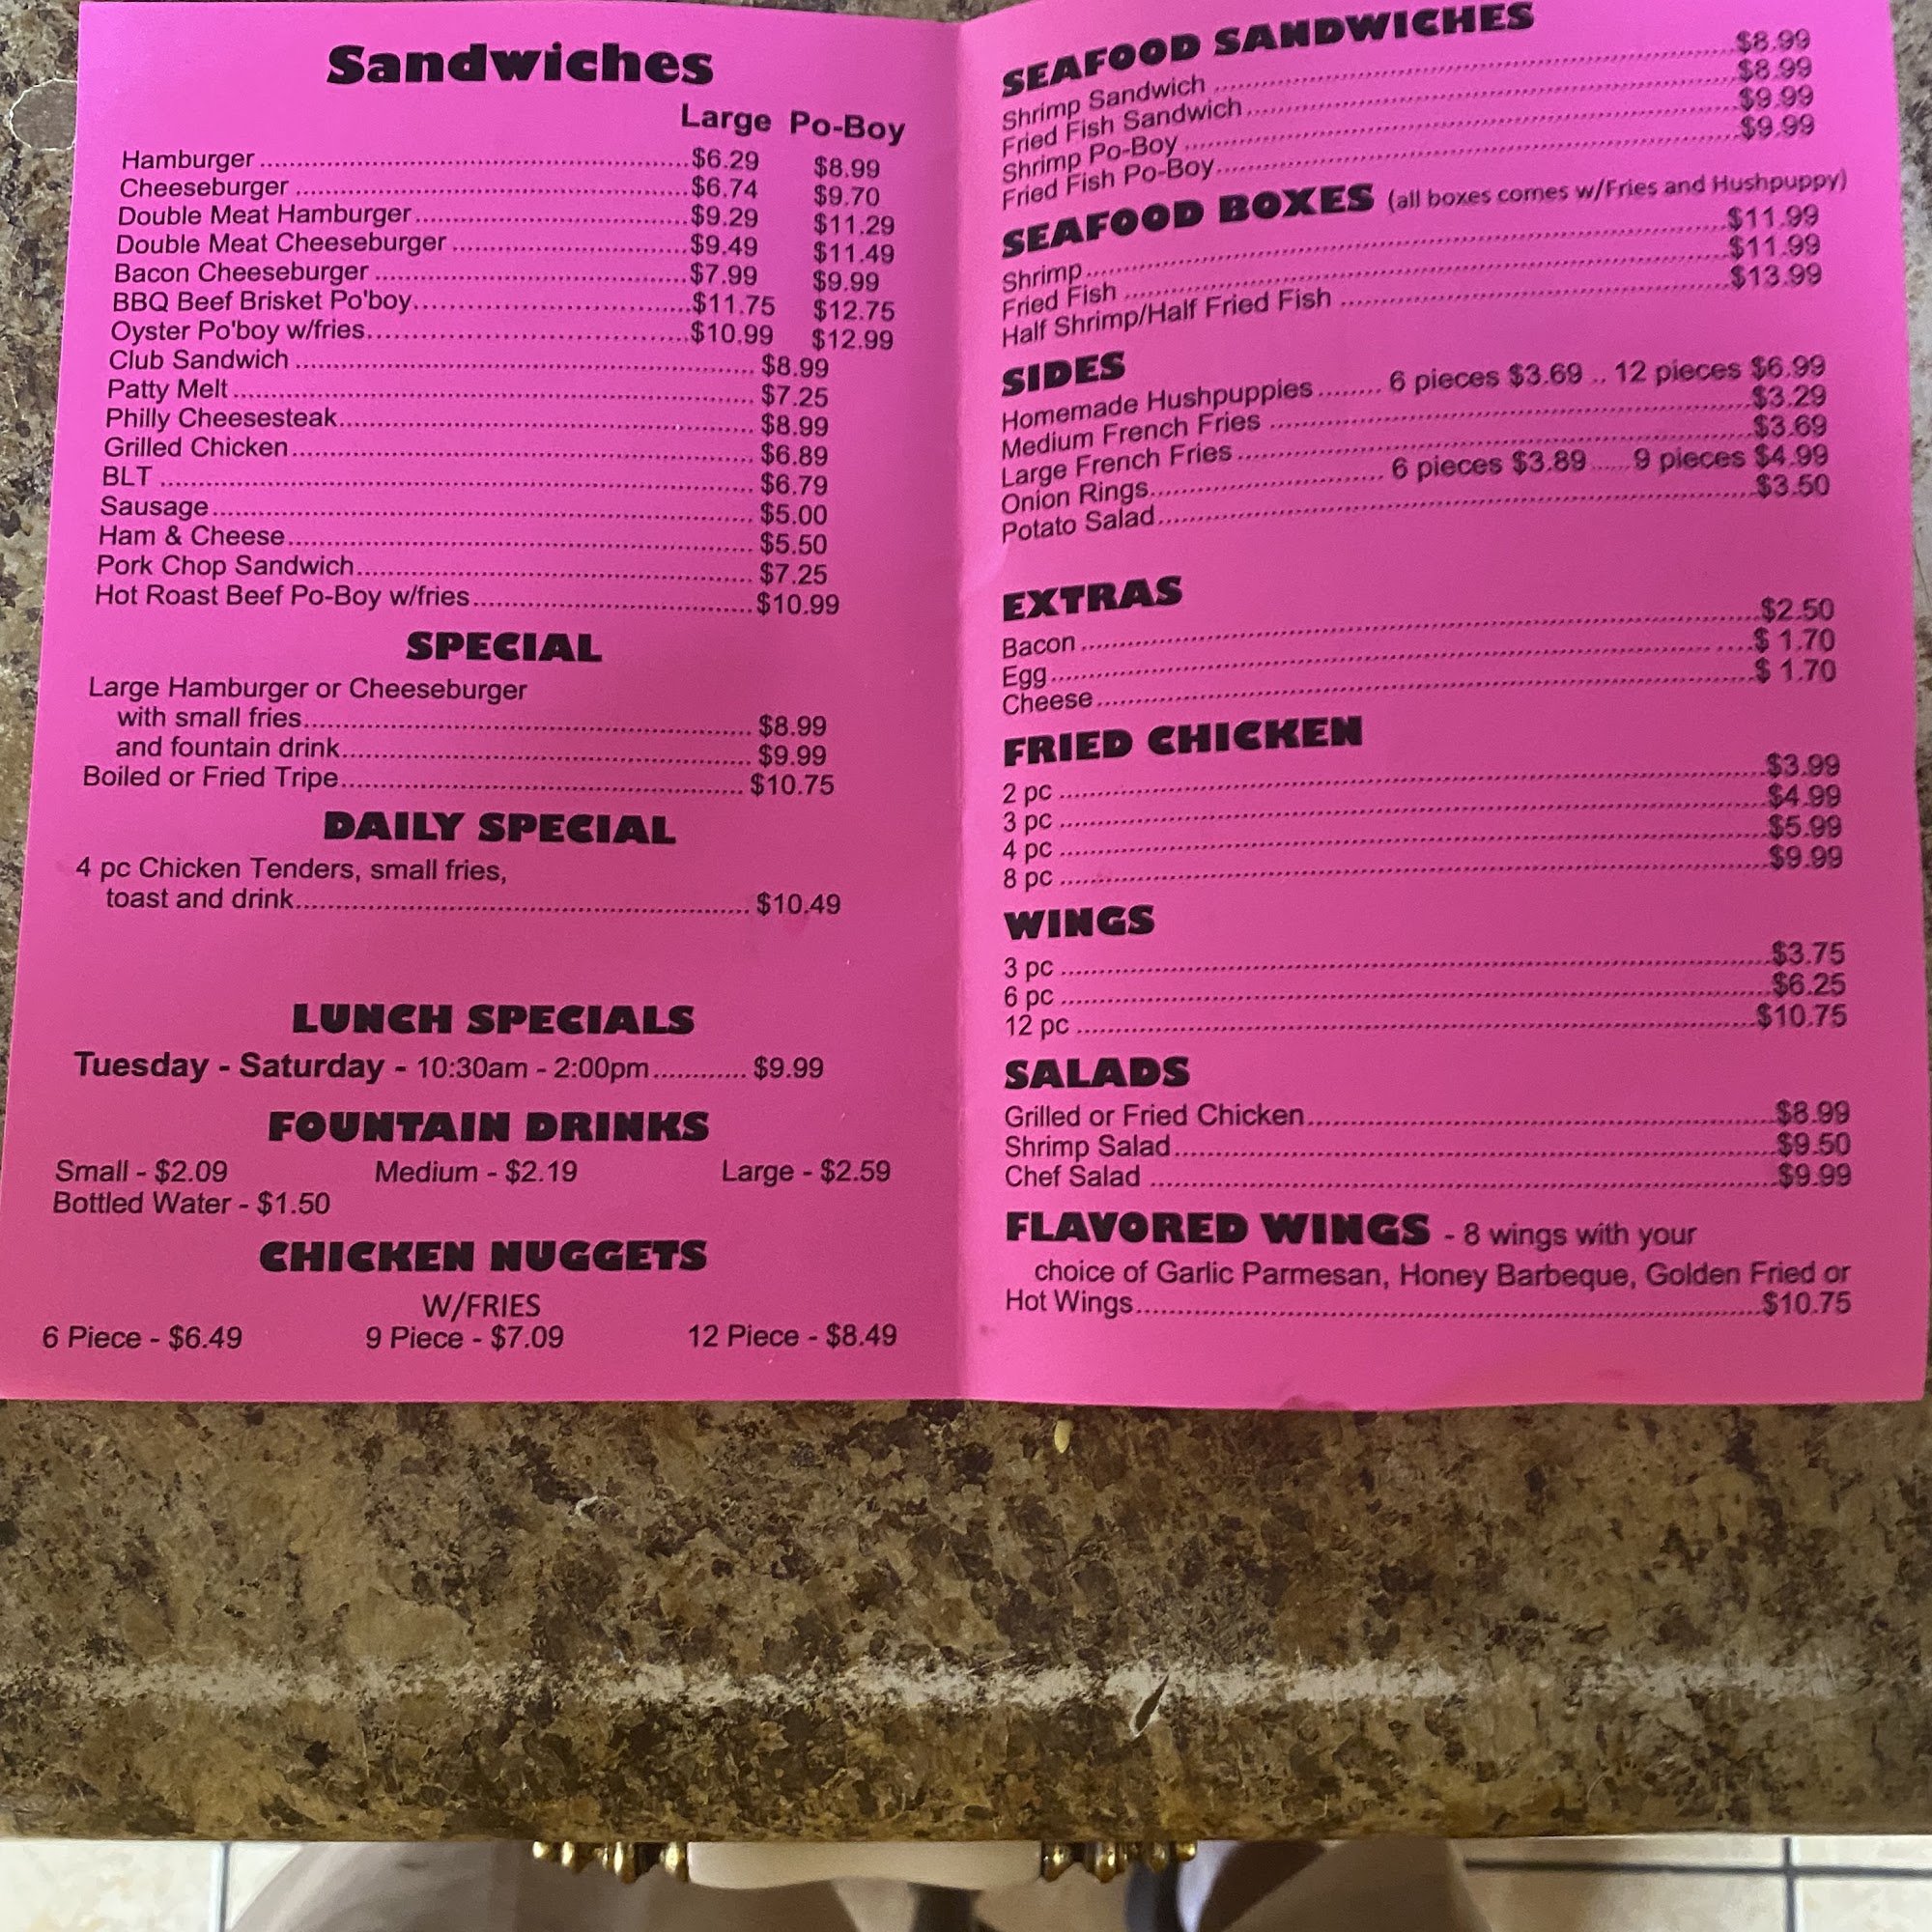 Sandwiches
Large Po-Boy
Hamburger $6.29 $8.99
Cheeseburger $6.74 $9.70
Double Meat Hamburger $9.29 $11.29
Double Meat Cheeseburger $9.49 $11.49
Bacon Cheeseburger $7.99 $9.99
BBQ Beef Brisket Po'boy $11.75 $12.75
Oyster Po'boy w/fries $10.99 $12.99
Club Sandwich $8.99
Patty Melt $7.25
Philly Cheesesteak $8.99
Grilled Chicken $6.89
BLT $6.79
Sausage $5.00
Ham & Cheese $5.50
Pork Chop Sandwich $7.25
Hot Roast Beef Po-Boy w/fries $10.99
SPECIAL
Large Hamburger or Cheeseburger
with small fries $8.99
and fountain drink $9.99
Boiled or Fried Tripe $10.75
DAILY SPECIAL
4 pc Chicken Tenders, small fries,
toast and drink $10.49
LUNCH SPECIALS
Tuesday - Saturday - 10:30am - 2:00pm $9.99
FOUNTAIN DRINKS
Small - $2.09 Medium - $2.19 Large - $2.59
Bottled Water - $1.50
CHICKEN NUGGETS
W/FRIES
6 Piece - $6.49 9 Piece - $7.09 12 Piece - $8.49
SEAFOOD SANDWICHES
Shrimp Sandwich $8.99
Fried Fish Sandwich $8.99
Shrimp Po-Boy $9.99
Fried Fish Po-Boy $9.99
SEAFOOD BOXES (all boxes comes w/Fries and Hushpuppy)
Shrimp $11.99
Fried Fish $11.99
Half Shrimp/Half Fried Fish $13.99
SIDES
Homemade Hushpuppies 6 pieces $3.69 .. 12 pieces $6.99
Medium French Fries $3.29
Large French Fries $3.69
Onion Rings 6 pieces $3.89 9 pieces $4.99
Potato Salad $3.50
EXTRAS
Bacon $2.50
Egg $ 1.70
Cheese $ 1.70
FRIED CHICKEN
2 pc $3.99
3 pc $4.99
4 pc $5.99
8 pc $9.99
WINGS
3 pc $3.75
6 pc $6.25
12 pc $10.75
SALADS
Grilled or Fried Chicken $8.99
Shrimp Salad $9.50
Chef Salad $9.99
FLAVORED WINGS - 8 wings with your
choice of Garlic Parmesan, Honey Barbeque, Golden Fried or
Hot Wings $10.75